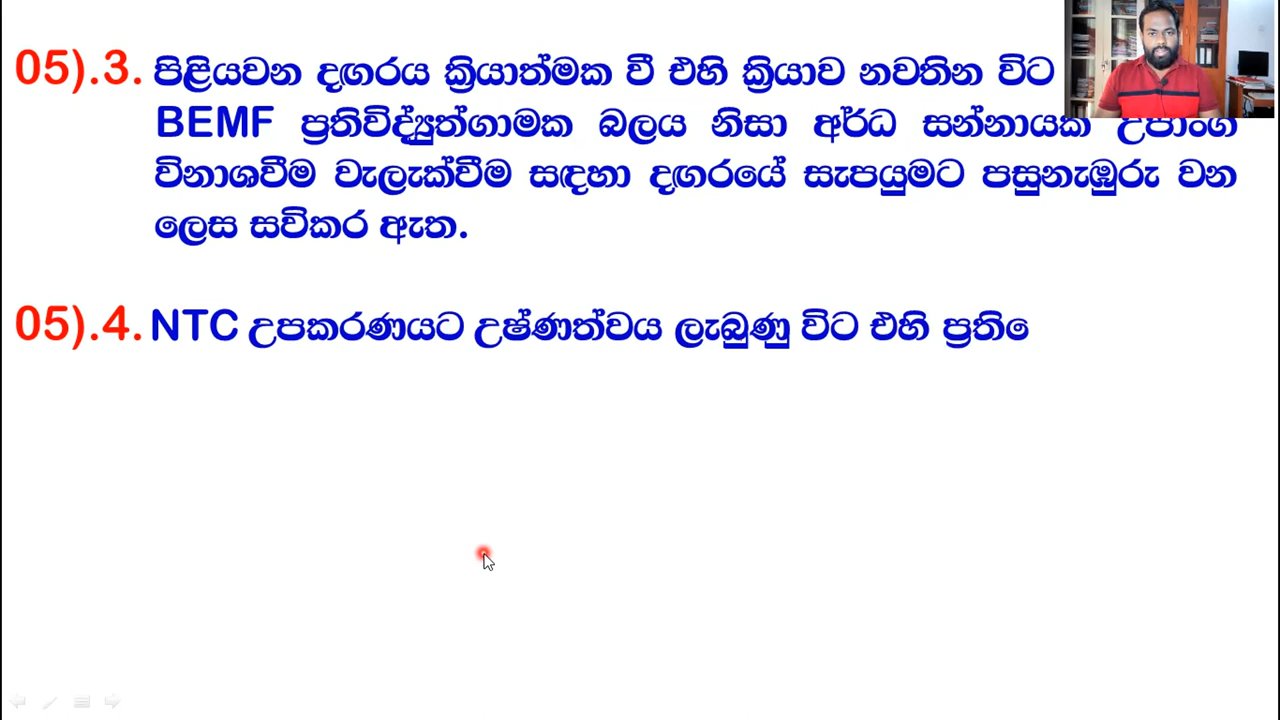 05).3. පිළියවන දඟරය ක්‍රියාත්මක වී එහි ක්‍රියාව නවතින විට
BEMF ප්‍රතිවිද්‍යුත්ගාමක බලය නිසා අර්ධ සන්නායක උපාංග
විනාශවීම වැලැක්වීම සඳහා දඟරයේ සැපයුමට පසුනැඹුරු වන
ලෙස සවිකර ඇත.
05).4. NTC උපකරණයට උෂ්ණත්වය ලැබුණු විට එහි ප්‍රතිෙ